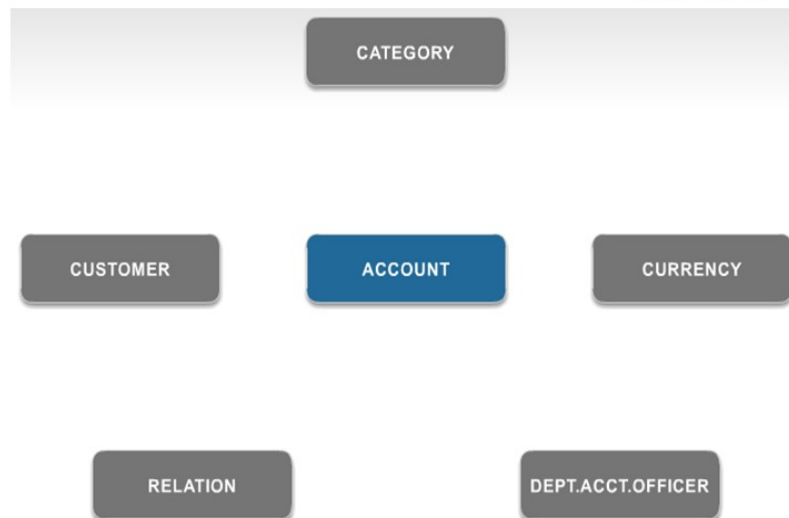 CATEGORY
CUSTOMER
ACCOUNT
CURRENCY
RELATION
DEPT.ACCT.OFFICER